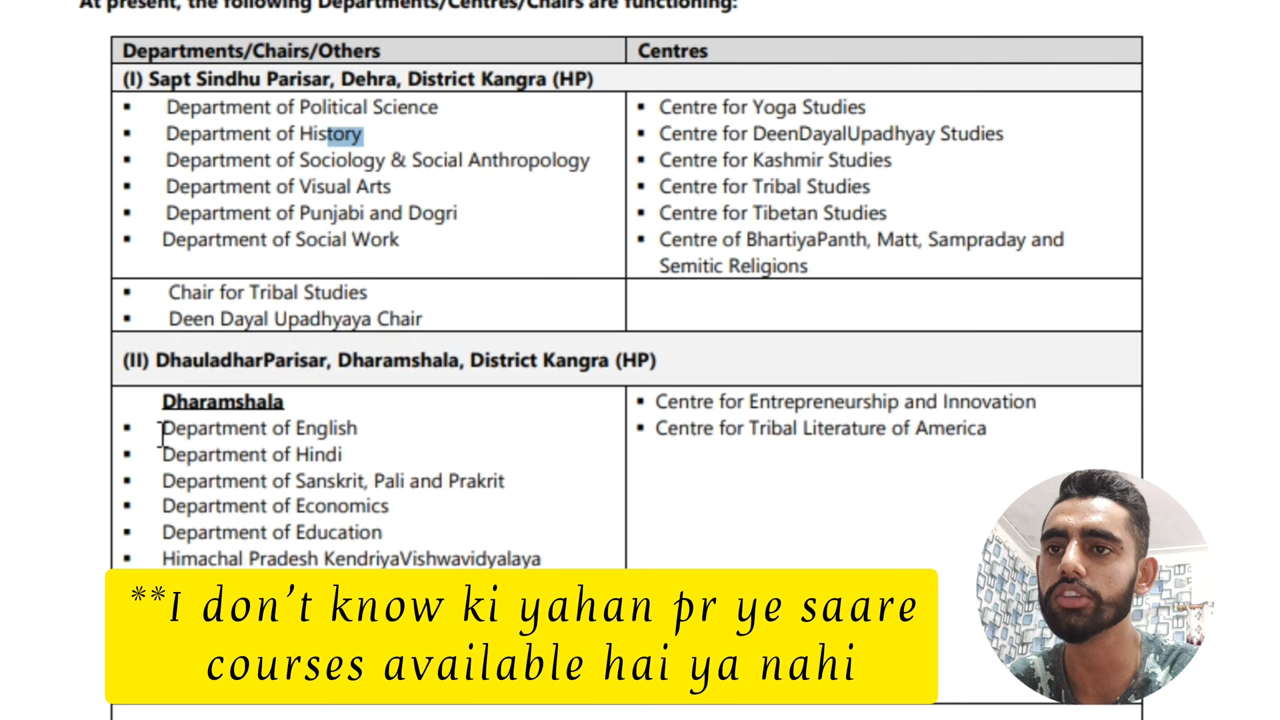 At present, the following Departments/Centres/Chairs are functioning:
Departments/Chairs/Others
Centres
(I) Sapt Sindhu Parisar, Dehra, District Kangra (HP)
▪ Department of Political Science
▪ Department of History
▪ Department of Sociology & Social Anthropology
▪ Department of Visual Arts
▪ Department of Punjabi and Dogri
▪ Department of Social Work
▪ Centre for Yoga Studies
▪ Centre for DeenDayalUpadhyay Studies
▪ Centre for Kashmir Studies
▪ Centre for Tribal Studies
▪ Centre for Tibetan Studies
▪ Centre of BhartiyaPanth, Matt, Sampraday and
Semitic Religions
▪ Chair for Tribal Studies
▪ Deen Dayal Upadhyaya Chair
(II) DhauladharParisar, Dharamshala, District Kangra (HP)
Dharamshala
▪ Department of English
▪ Department of Hindi
▪ Department of Sanskrit, Pali and Prakrit
▪ Department of Economics
▪ Department of Education
▪ Himachal Pradesh KendriyaVishwavidyalaya
▪ Centre for Entrepreneurship and Innovation
▪ Centre for Tribal Literature of America
**I don't know ki yahan pr ye saare
courses available hai ya nahi